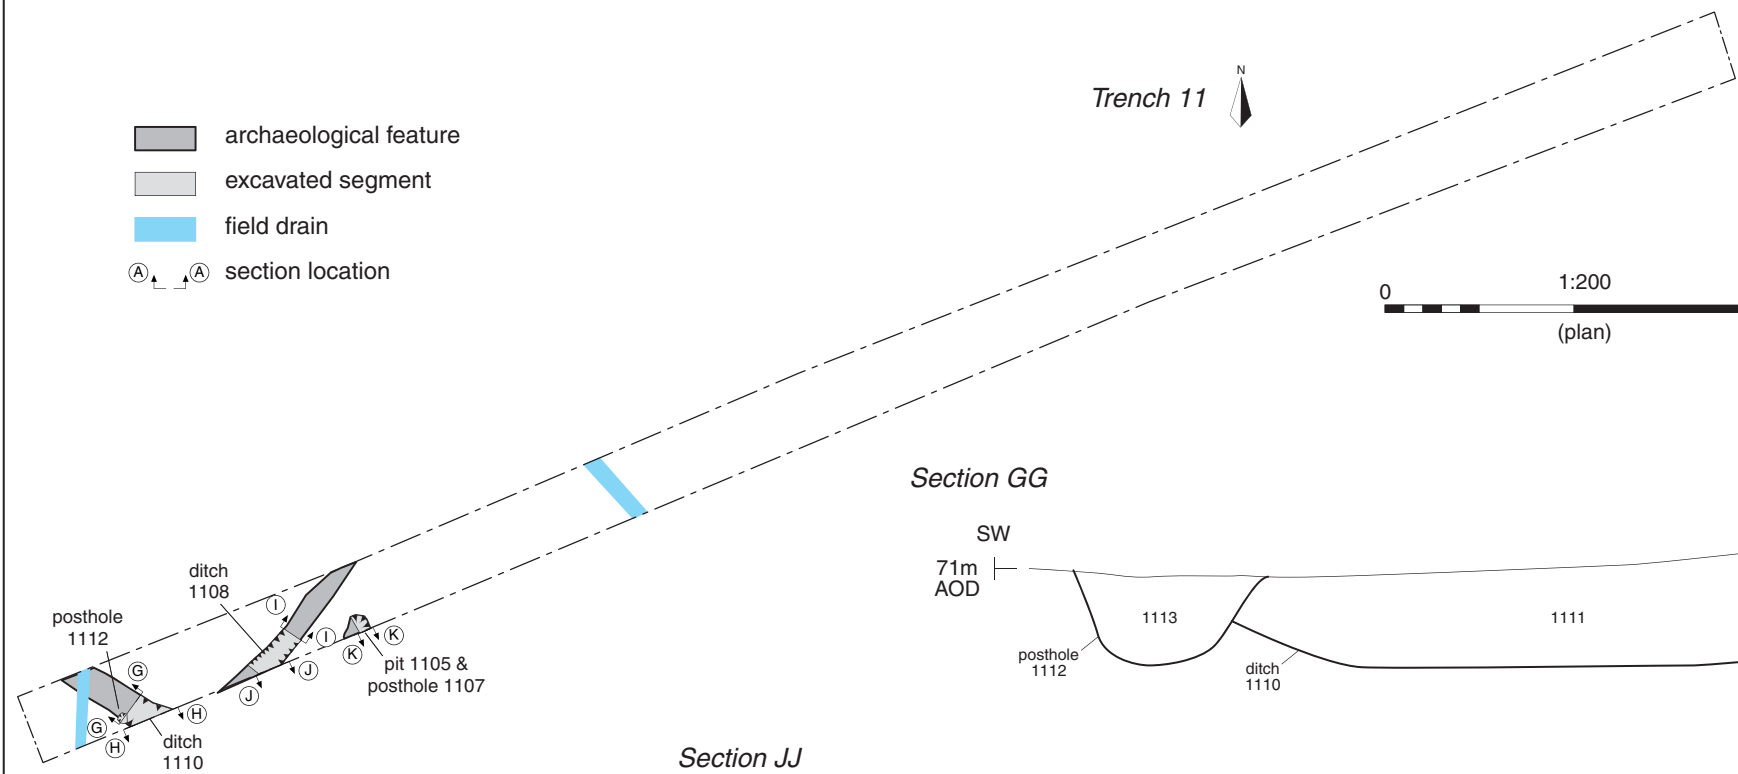 Trench 11
N
archaeological feature
excavated segment
field drain
A A section location
0
1:200
(plan)
Section GG
SW
71m
AOD
1113
1111
posthole
1112
ditch
1110
ditch
1108
posthole
1112
I
I
K
K
J
J
pit 1105 &
posthole 1107
G
G
H
H
ditch
1110
Section JJ